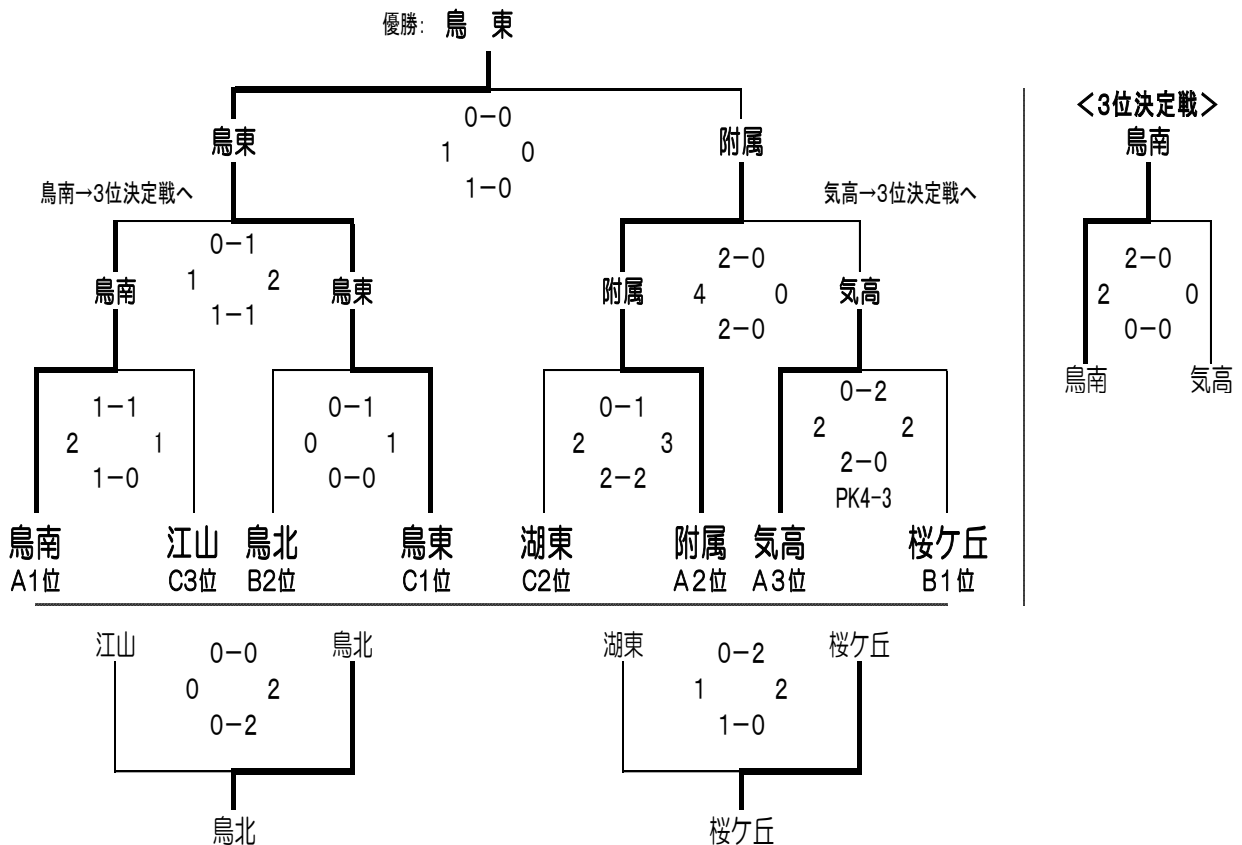 優勝: 鳥 東
0-0
1 0
1-0
鳥東 附属
鳥南→3位決定戦へ 気高→3位決定戦へ
0-1
1 2
1-1
2-0
4 0
2-0
鳥南 鳥東 附属 気高
1-1
2 1
1-0
0-1
0 1
0-0
0-1
2 3
2-2
0-2
2 2
2-0
PK4-3
鳥南 江山 鳥北 鳥東 湖東 附属 気高 桜ケ丘
A1位 C3位 B2位 C1位 C2位 A2位 A3位 B1位
江山 鳥北 湖東 桜ケ丘
0-0
0 2
0-2
0-2
1 2
1-0
鳥北 桜ケ丘
<3位決定戦>
鳥南
2-0
2 0
0-0
鳥南 気高